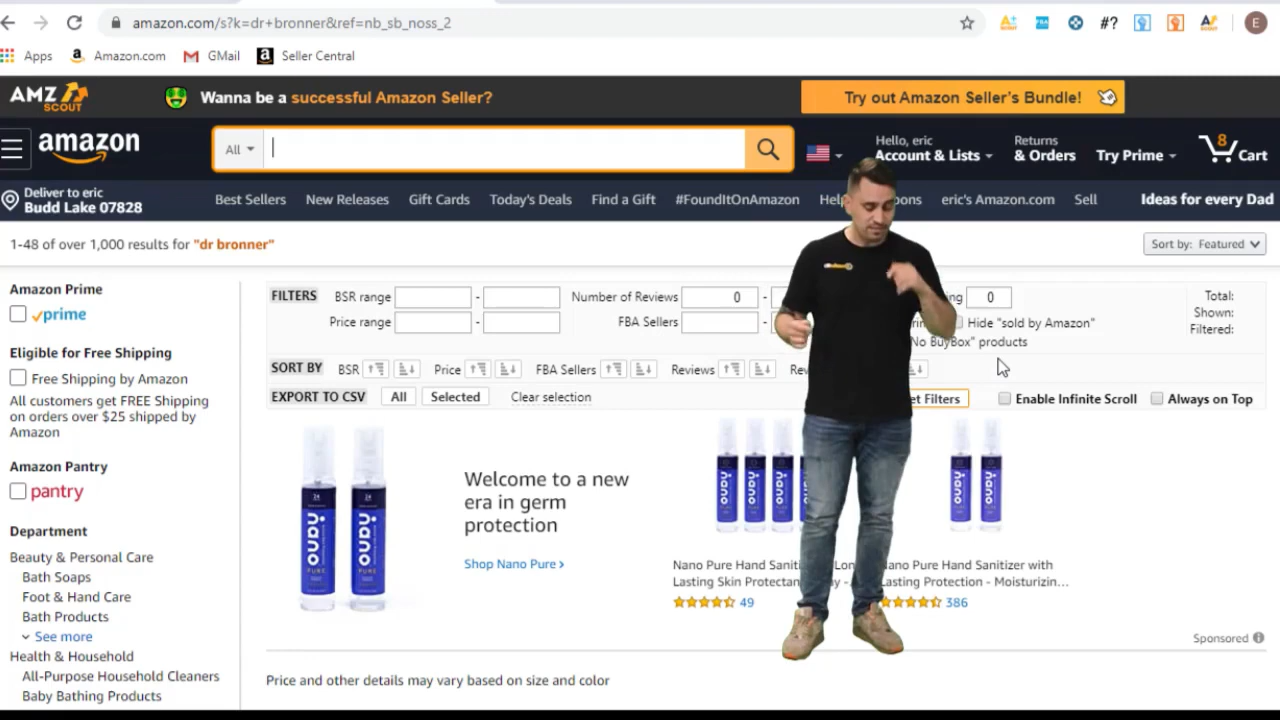 amazon.com/s?k=dr+bronner&ref=nb_sb_noss_2
#?
E
Apps
Amazon.com
GMail
Seller Central
AMZ
SCOUT
Wanna be a successful Amazon Seller?
Try out Amazon Seller's Bundle!
amazon
All
Hello, eric
Account & Lists
Returns
& Orders
Try Prime
8
Cart
Deliver to eric
Budd Lake 07828
Best Sellers
New Releases
Gift Cards
Today's Deals
Find a Gift
#FoundItOnAmazon
eric's Amazon.com
Sell
Ideas for every Dad
1-48 of over 1,000 results for "dr bronner"
Sort by: Featured
Amazon Prime
prime
Eligible for Free Shipping
Free Shipping by Amazon
All customers get FREE Shipping
on orders over $25 shipped by
Amazon
Amazon Pantry
pantry
Department
Beauty & Personal Care
Bath Soaps
Foot & Hand Care
Bath Products
See more
Health & Household
All-Purpose Household Cleaners
Baby Bathing Products
FILTERS
BSR range
-
Number of Reviews
0
-
0
Price range
-
FBA Sellers
-
Hide "sold by Amazon"
"No BuyBox" products
Total:
Shown:
Filtered:
SORT BY
BSR
Price
FBA Sellers
Reviews
EXPORT TO CSV
All
Selected
Clear selection
Filters
Enable Infinite Scroll
Always on Top
Welcome to a new
era in germ
protection
Shop Nano Pure
Nano Pure Hand
Lasting Skin
49
Nano Pure Hand Sanitizer with
Lasting Protection - Moisturizin...
386
Sponsored
Price and other details may vary based on size and color